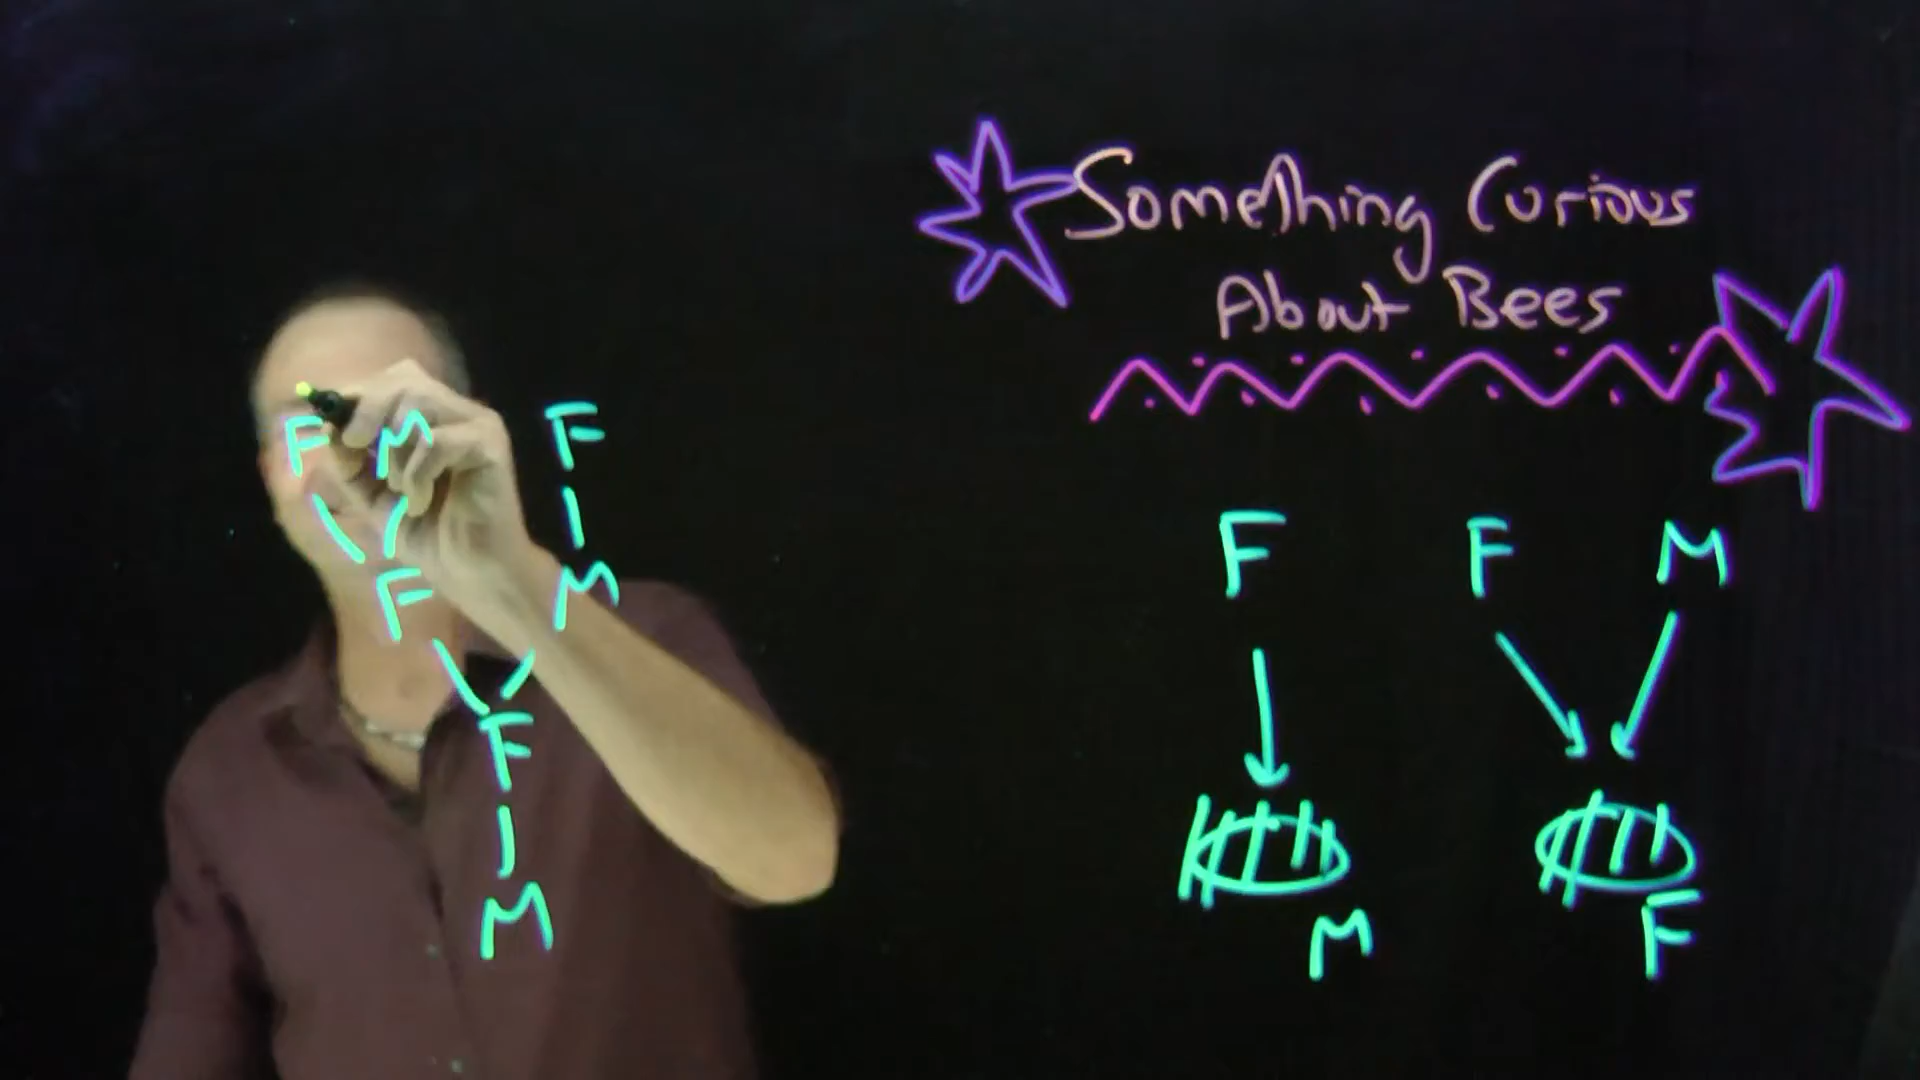 Something Curious
About Bees
F M F
F M
F
M
F F M
M F